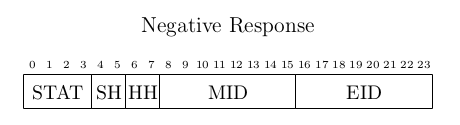 Negative Response
0 1 2 3 4 5 6 7 8 9 10 11 12 13 14 15 16 17 18 19 20 21 22 23
STAT SH HH MID EID